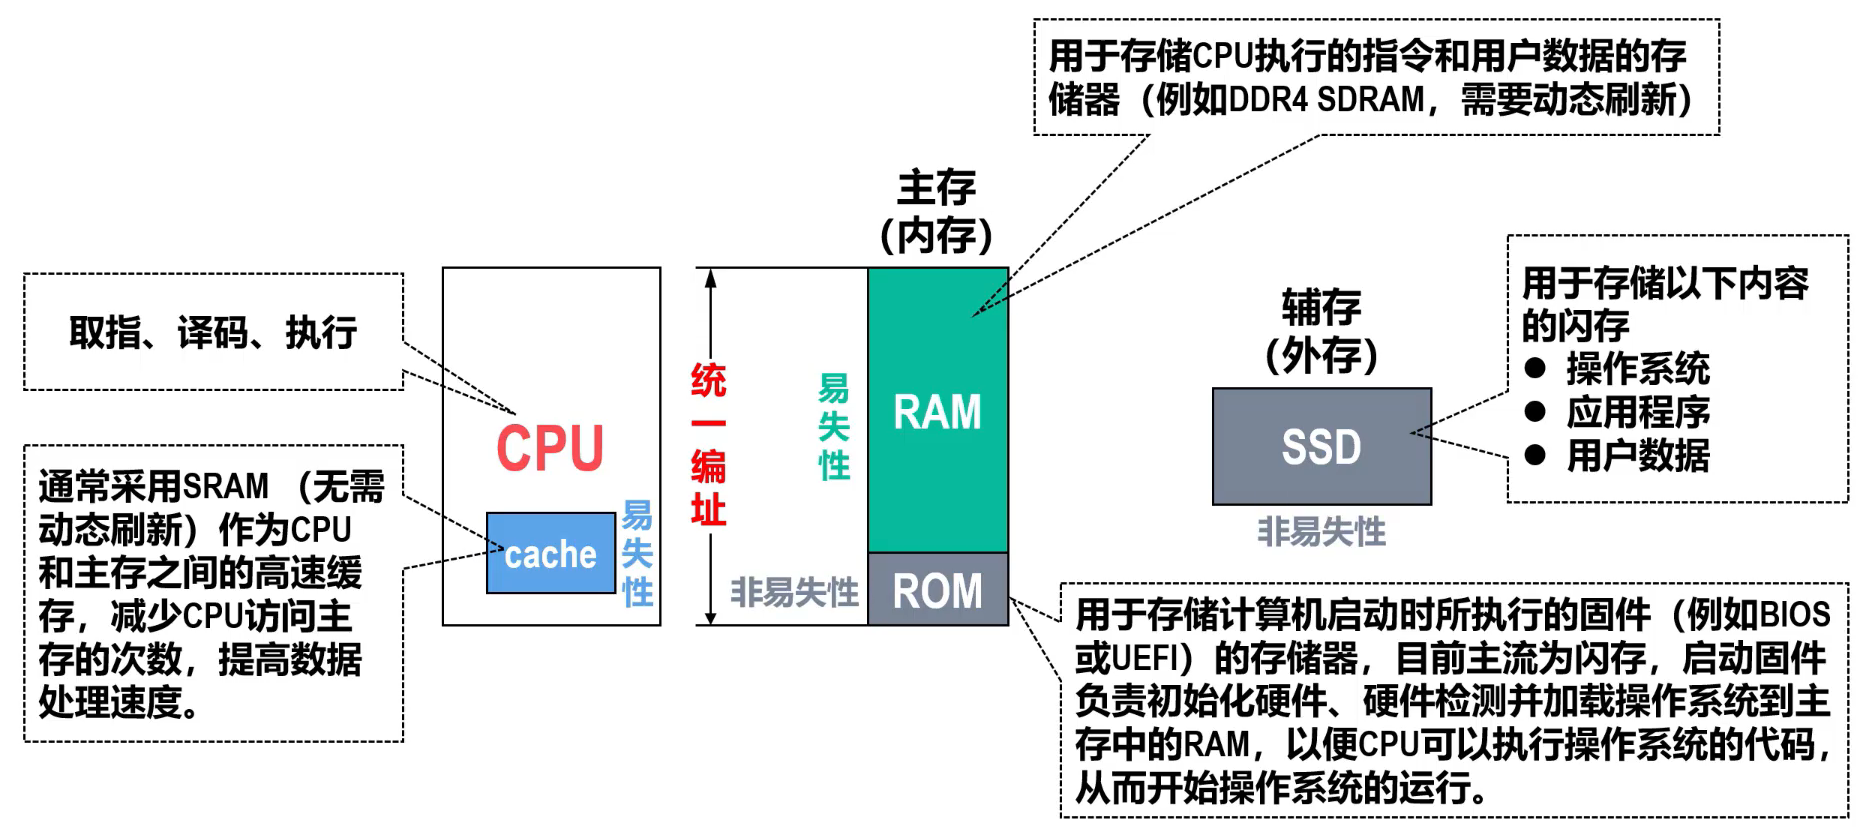 用于存储CPU执行的指令和用户数据的存
储器（例如DDR4 SDRAM，需要动态刷新）
主存
（内存）
取指、译码、执行
CPU
通常采用SRAM （无需
动态刷新）作为CPU
和主存之间的高速缓
存，减少CPU访问主
存的次数，提高数据
处理速度。
cache
易失性
统一编址
易失性
RAM
非易失性
ROM
辅存
（外存）
SSD
非易失性
用于存储以下内容
的闪存
● 操作系统
● 应用程序
● 用户数据
用于存储计算机启动时所执行的固件（例如BIOS
或UEFI）的存储器，目前主流为闪存，启动固件
负责初始化硬件、硬件检测并加载操作系统到主
存中的RAM，以便CPU可以执行操作系统的代码，
从而开始操作系统的运行。